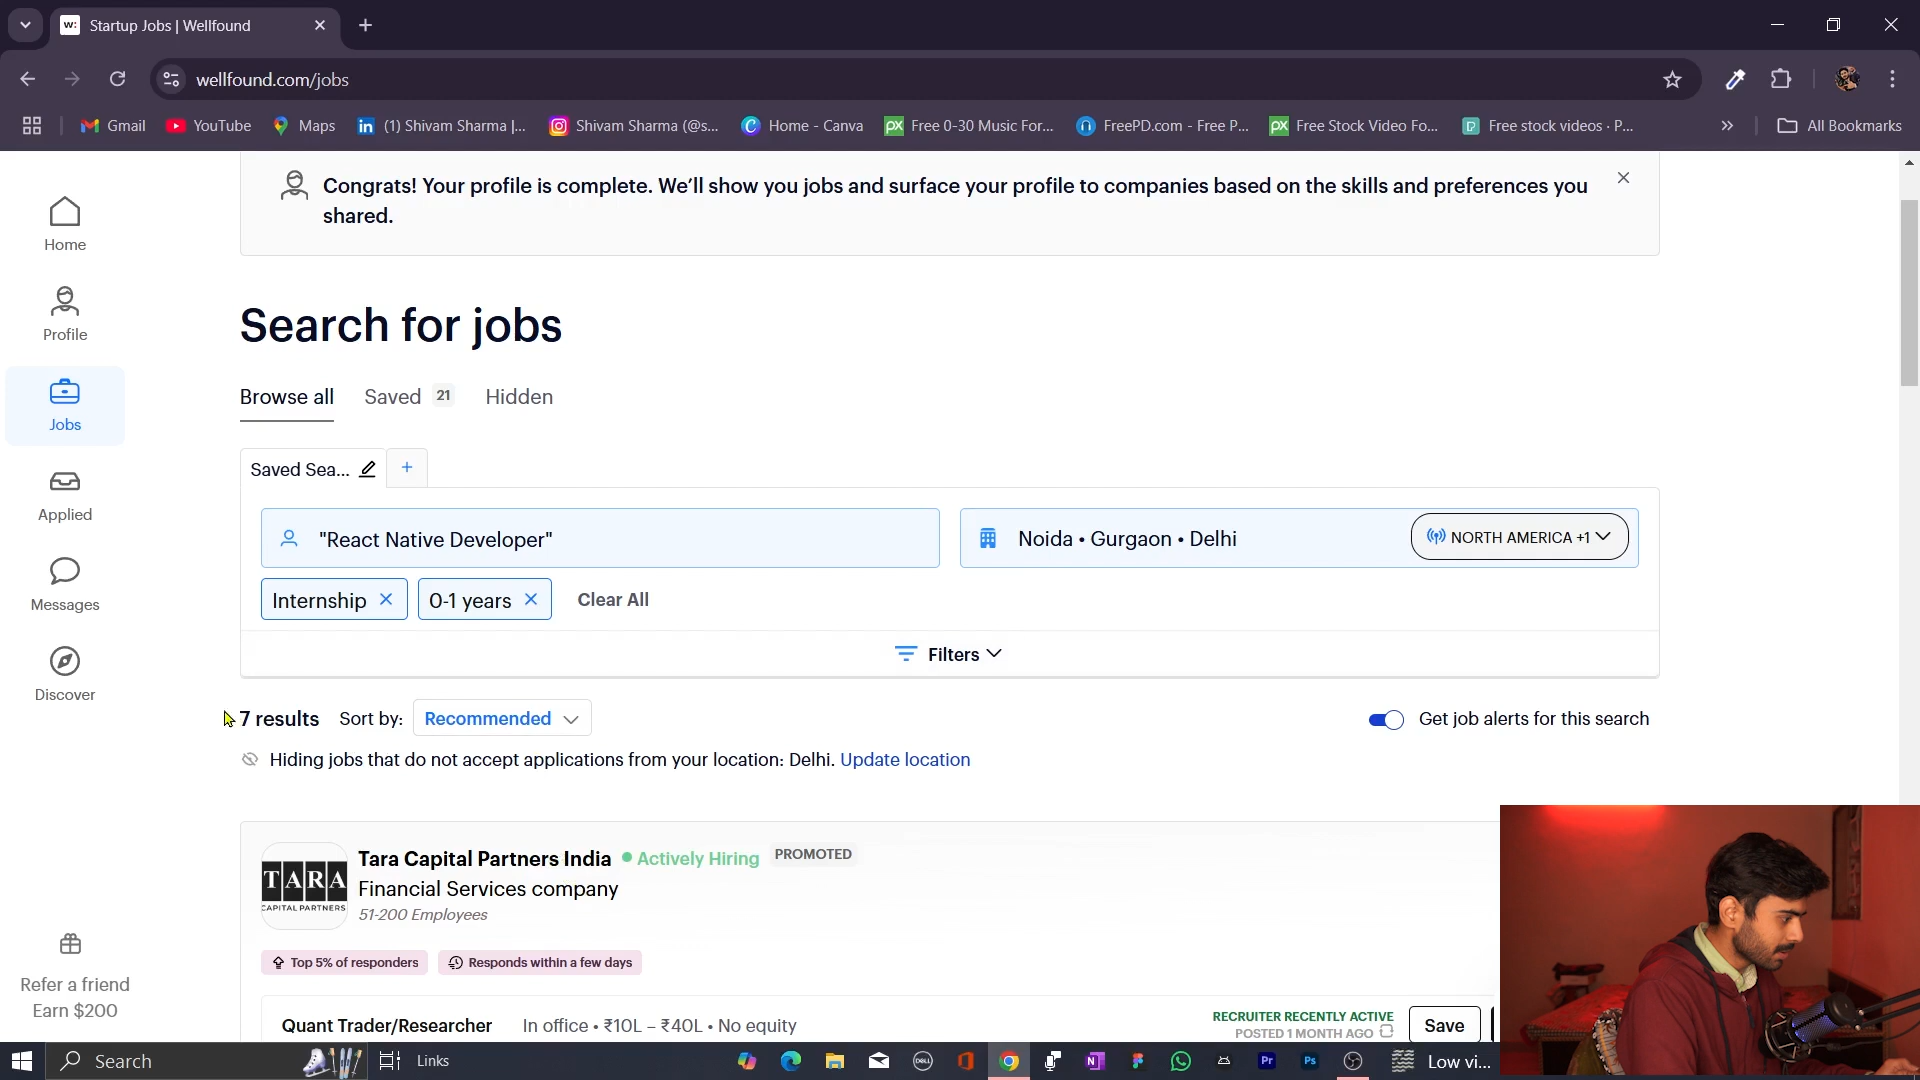 Startup Jobs | Wellfound
wellfound.com/jobs
Gmail
YouTube
Maps
(1) Shivam Sharma |...
Shivam Sharma (@s...
Home - Canva
Free 0-30 Music For...
FreePD.com - Free P...
Free Stock Video Fo...
Free stock videos · P...
All Bookmarks
Congrats! Your profile is complete. We'll show you jobs and surface your profile to companies based on the skills and preferences you
shared.
Home
Profile
Jobs
Applied
Messages
Discover
Refer a friend
Earn $200
Search for jobs
Browse all
Saved 21
Hidden
Saved Sea...
+
"React Native Developer"
Noida • Gurgaon • Delhi
NORTH AMERICA +1
Internship
0-1 years
Clear All
Filters
7 results
Sort by:
Recommended
Get job alerts for this search
Hiding jobs that do not accept applications from your location: Delhi. Update location
TARA
CAPITAL PARTNERS
Tara Capital Partners India
Actively Hiring
PROMOTED
Financial Services company
51-200 Employees
Top 5% of responders
Responds within a few days
Quant Trader/Researcher
In office • ₹10L – ₹40L • No equity
RECRUITER RECENTLY ACTIVE
POSTED 1 MONTH AGO
Save
Search
Links
Low vi...